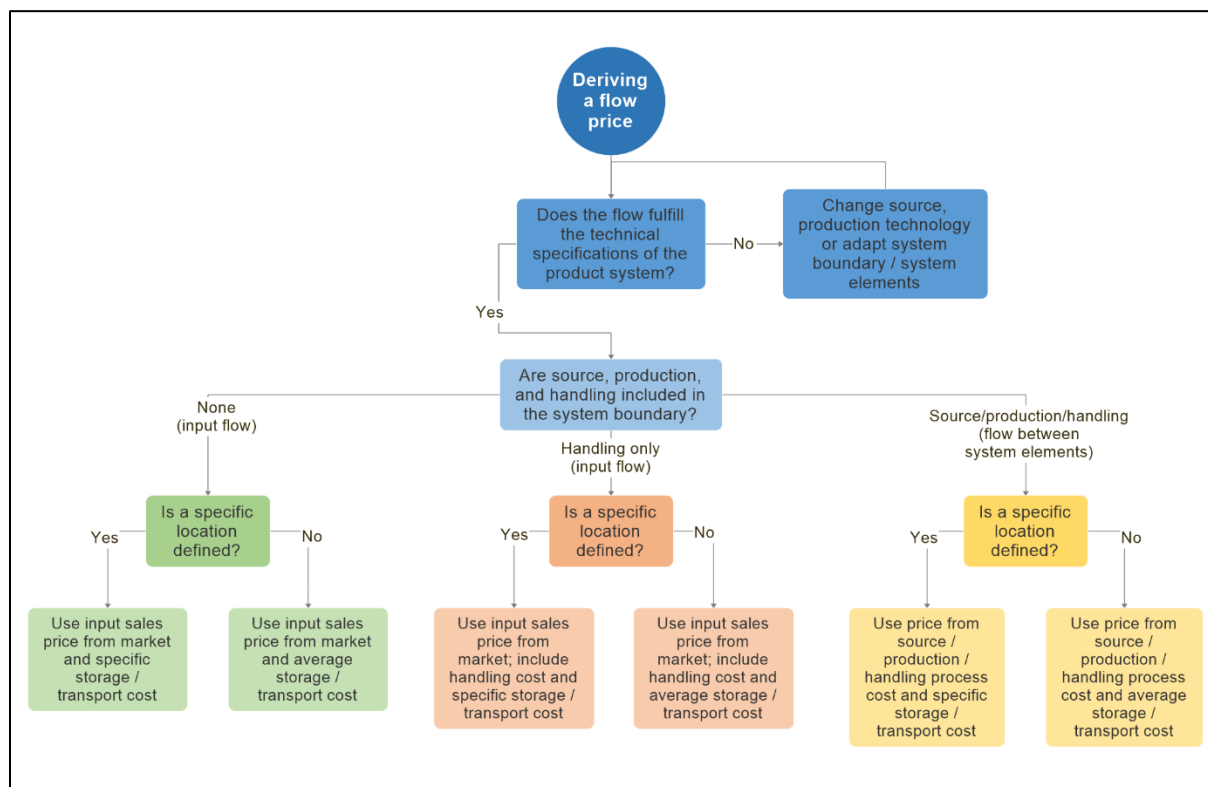 Deriving
a flow
price
Does the flow fulfill
the technical
specifications of the
product system?
No
Change source,
production technology
or adapt system
boundary / system
elements
Yes
Are source, production,
and handling included in
the system boundary?
None
(input flow)
Handling only
(input flow)
Source/production/handling
(flow between
system elements)
Is a specific
location
defined?
Yes
No
Is a specific
location
defined?
Yes
No
Is a specific
location
defined?
Yes
No
Use input sales
price from market
and specific
storage /
transport cost
Use input sales
price from market
and average
storage /
transport cost
Use input sales
price from
market; include
handling cost and
specific storage /
transport cost
Use input sales
price from
market; include
handling cost and
average storage /
transport cost
Use price from
source /
production /
handling process
cost and specific
storage /
transport cost
Use price from
source /
production /
handling process
cost and average
storage /
transport cost